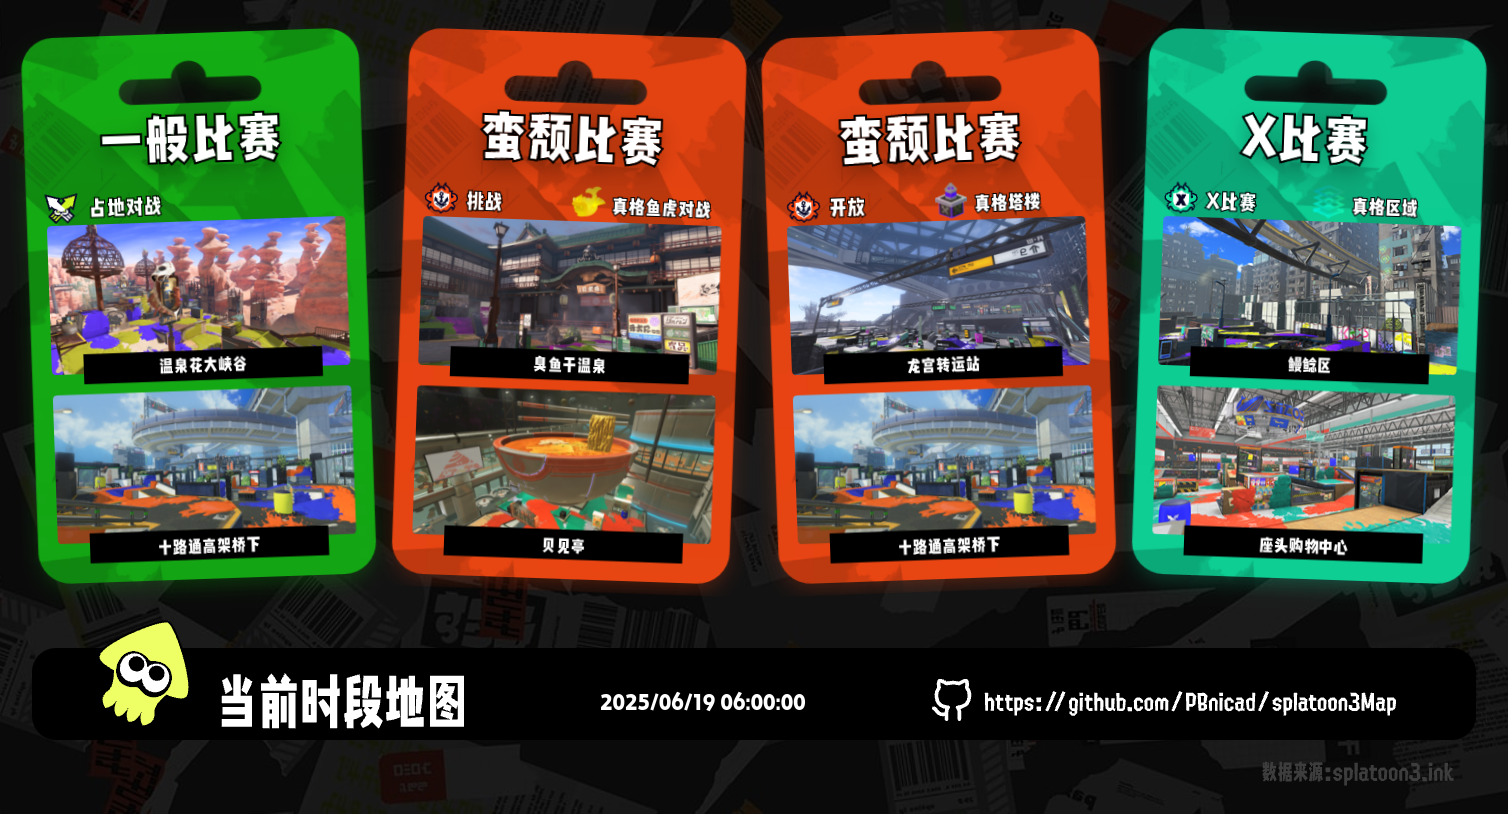 一般比赛
占地对战
温泉花大峡谷
十路通高架桥下
蛮颓比赛
挑战
真格鱼虎对战
臭鱼干温泉
贝见亭
蛮颓比赛
开放
真格塔楼
龙宫转运站
十路通高架桥下
X比赛
X比赛
真格区域
鳗鲶区
座头购物中心
当前时段地图
2025/06/19 06:00:00
https://github.com/PBnicad/splatoon3Map
数据来源:splatoon3.ink